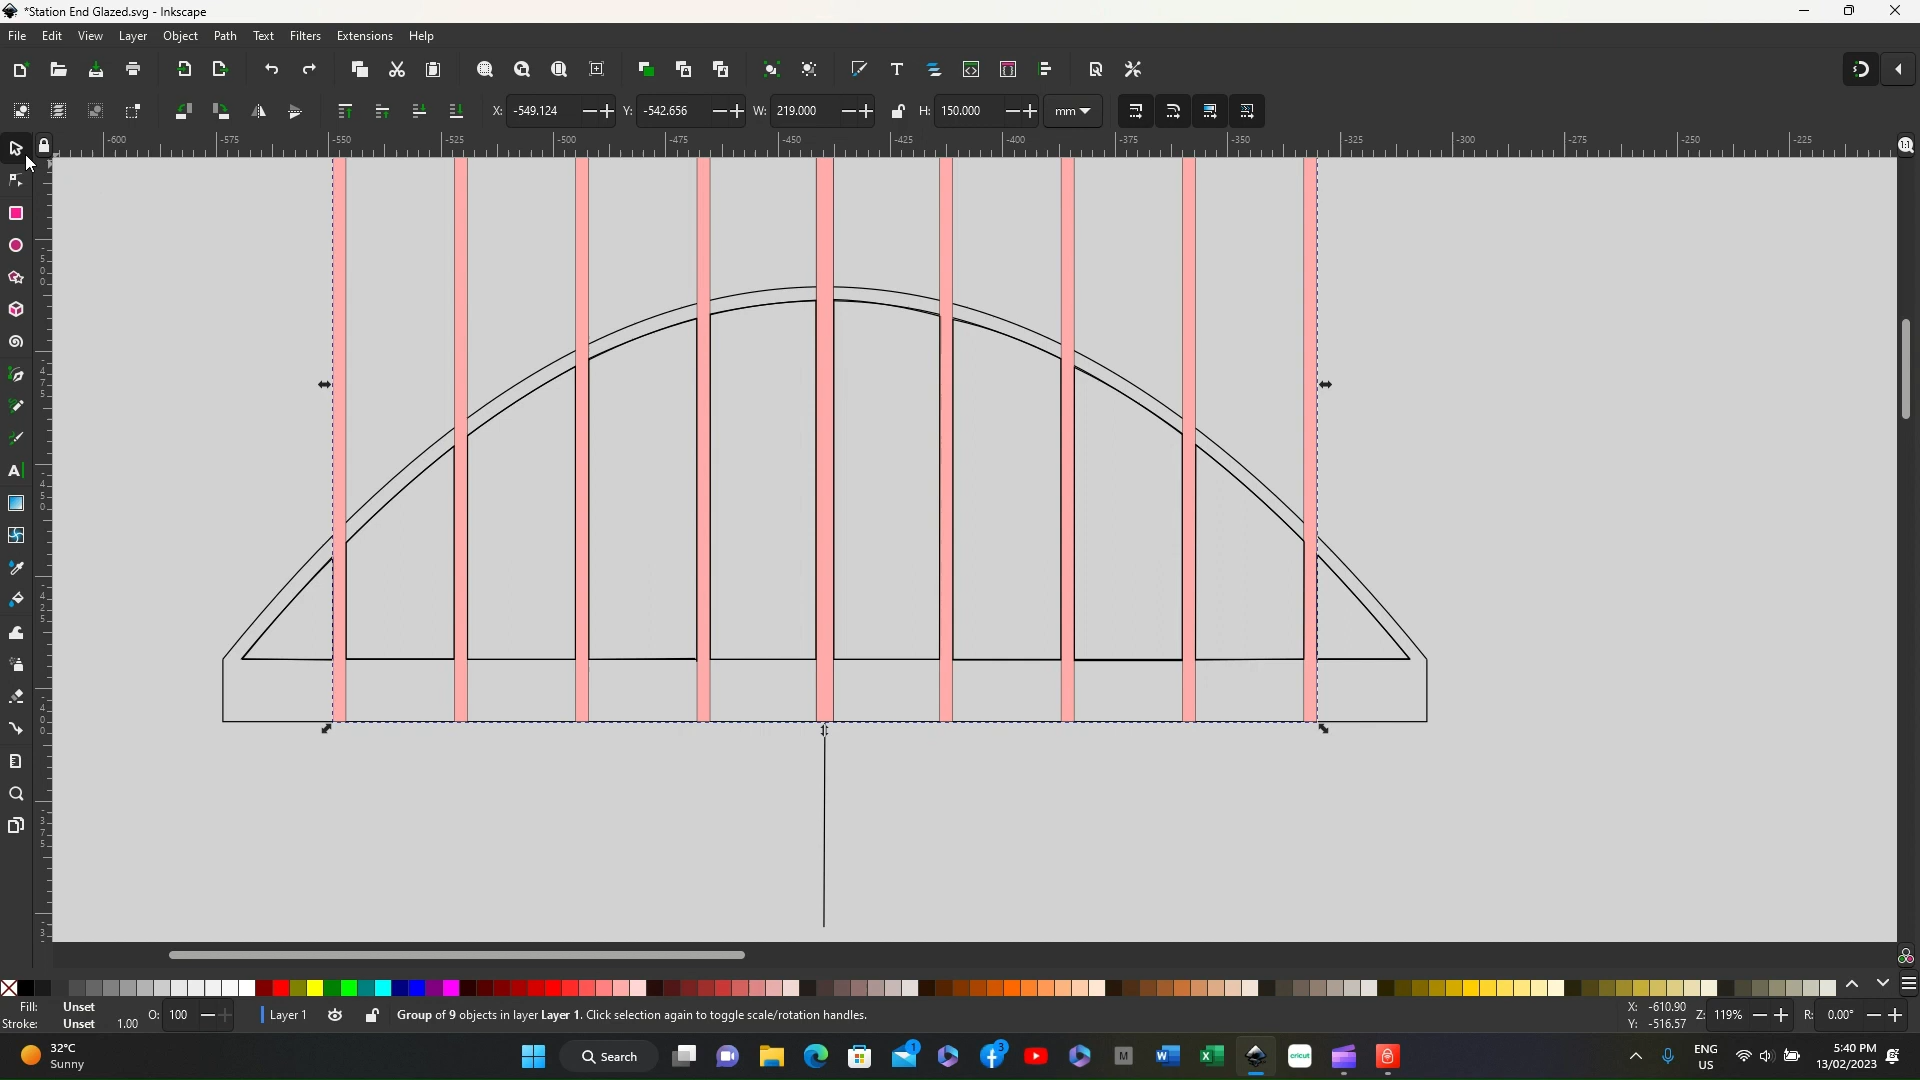 *Station End Glazed.svg - Inkscape
File Edit View Layer Object Path Text Filters Extensions Help
X: -549.124 Y: -542.656 W: 219.000 H: 150.000 mm
-600 -575 -550 -525 -500 -475 -450 -425 -400 -375 -350 -325 -300 -275 -250 -225
Fill: Unset
Stroke: Unset 1.00
O: 100
Layer 1
Group of 9 objects in layer Layer 1. Click selection again to toggle scale/rotation handles.
X: -610.90
Y: -516.57
Z: 119%
R: 0.00°
32°C
Sunny
Search
1
3
cricut
ENG
US
5:40 PM
13/02/2023